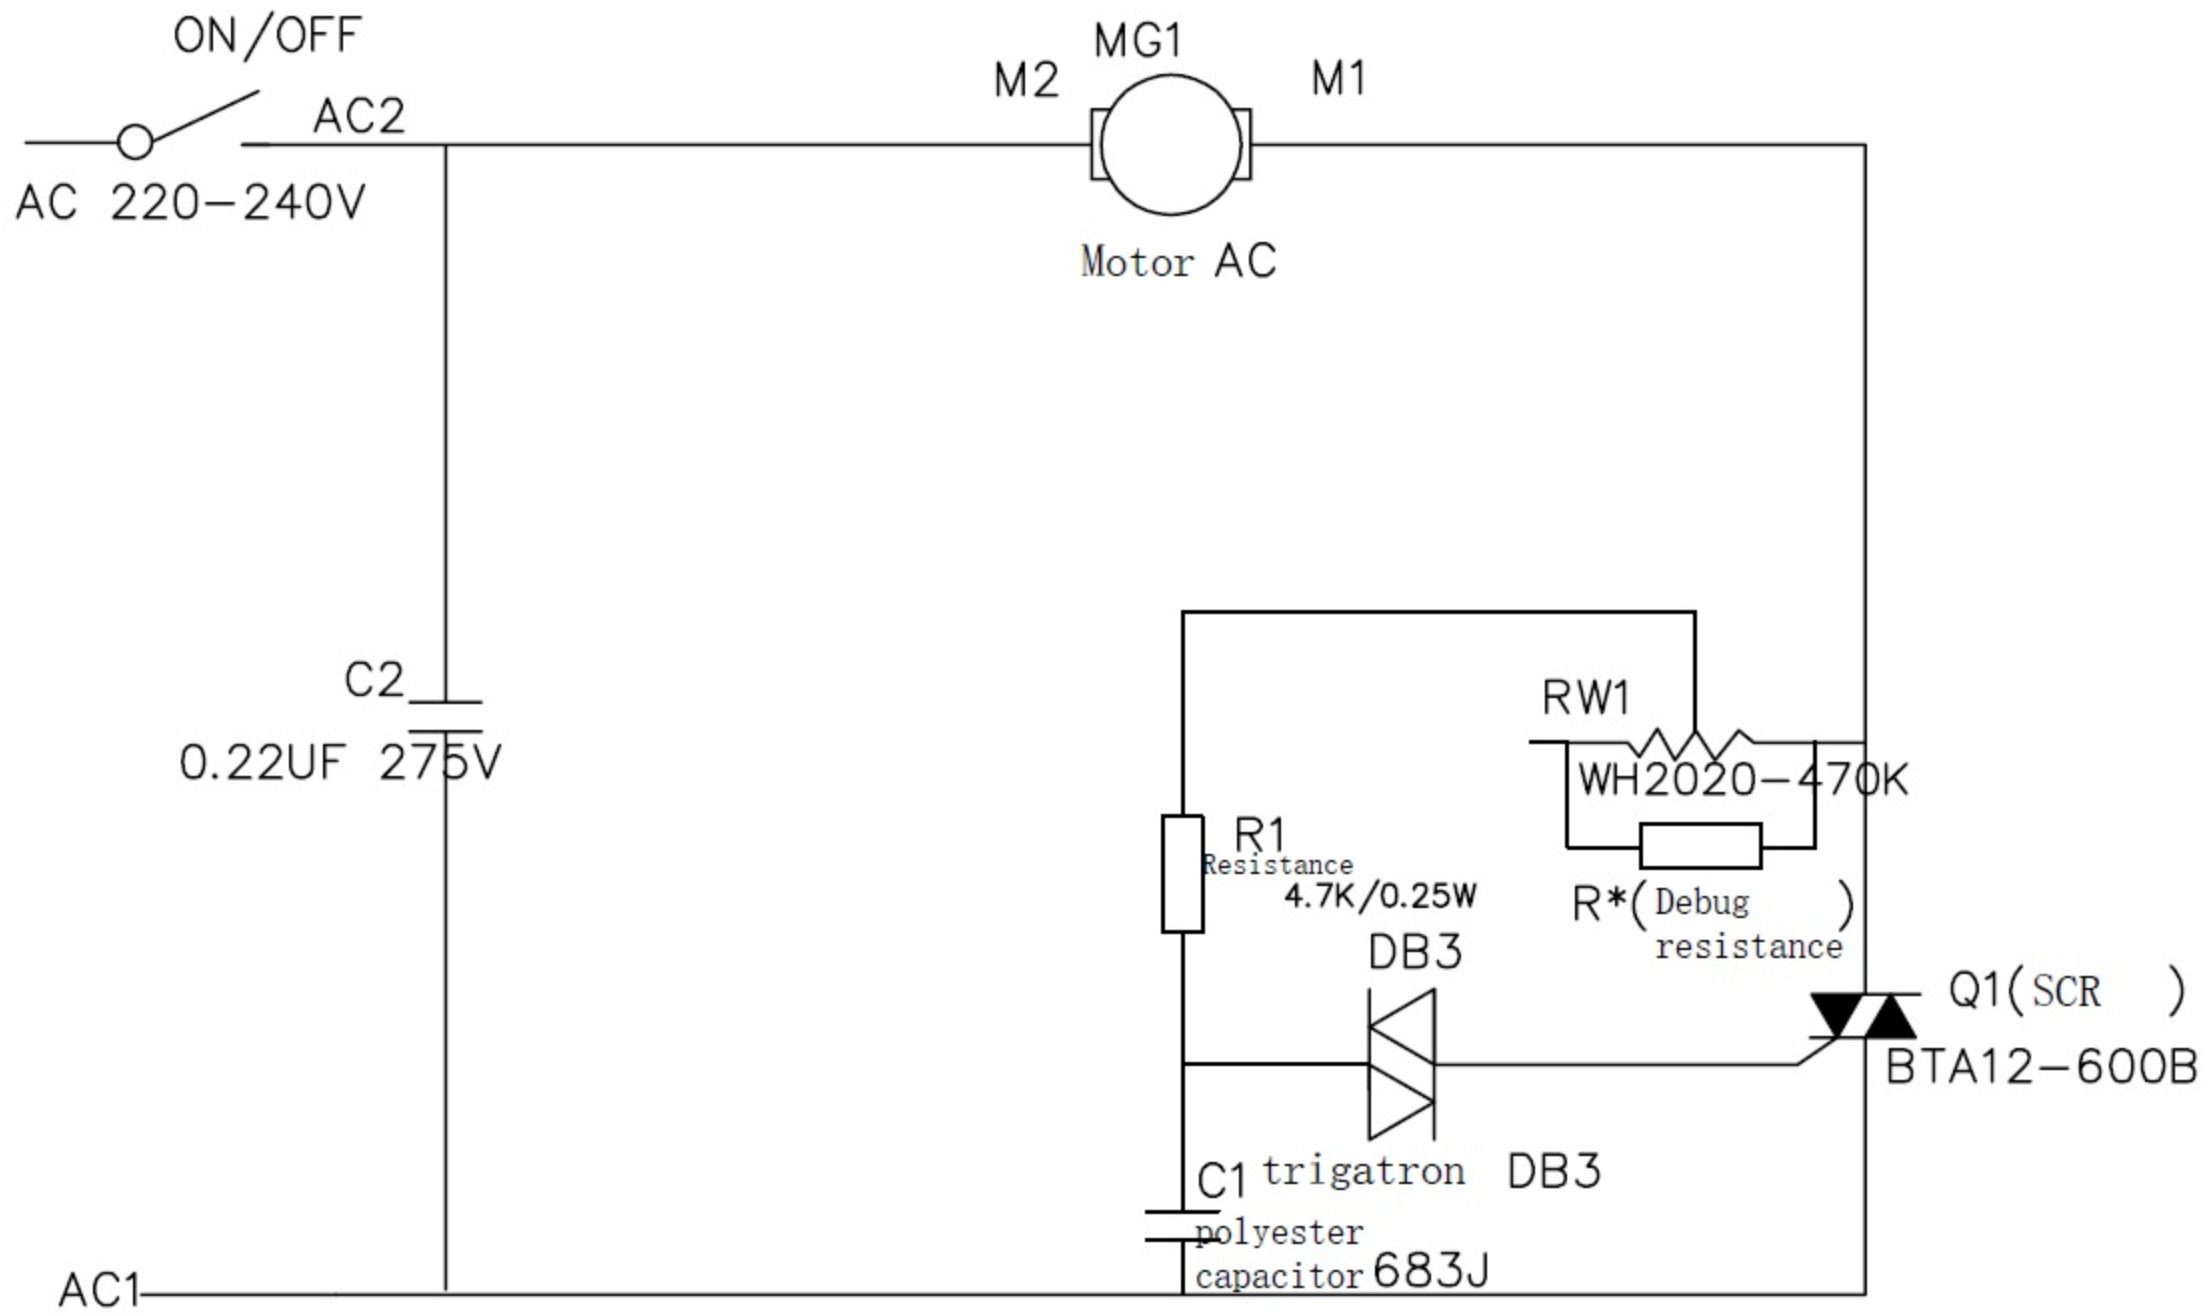 ON/OFF
AC2
AC 220-240V
MG1
M2
M1
Motor AC
C2
0.22UF 275V
RW1
WH2020-470K
R1
Resistance
4.7K/0.25W
R*(Debug resistance)
DB3
Q1(SCR )
BTA12-600B
trigatron DB3
C1
polyester
capacitor 683J
AC1